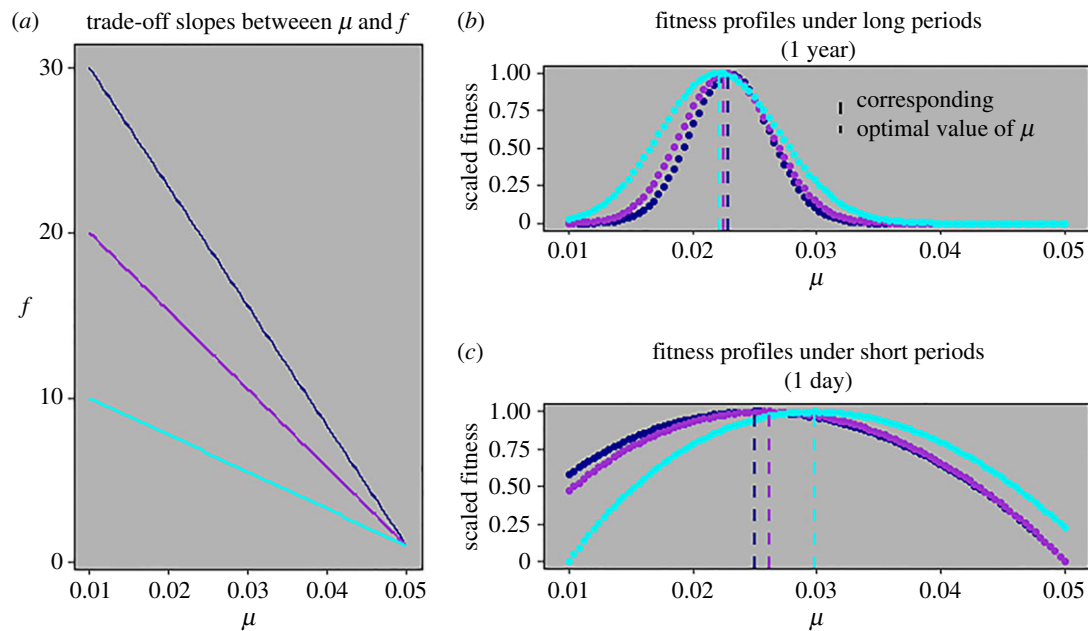 (a) trade-off slopes betweeen μ and f
30
20
f
10
0
0.01 0.02 0.03 0.04 0.05
μ
(b) fitness profiles under long periods
(1 year)
scaled fitness
1.00
0.75
0.50
0.25
0
corresponding
optimal value of μ
0.01 0.02 0.03 0.04 0.05
μ
(c) fitness profiles under short periods
(1 day)
scaled fitness
1.00
0.75
0.50
0.25
0
0.01 0.02 0.03 0.04 0.05
μ